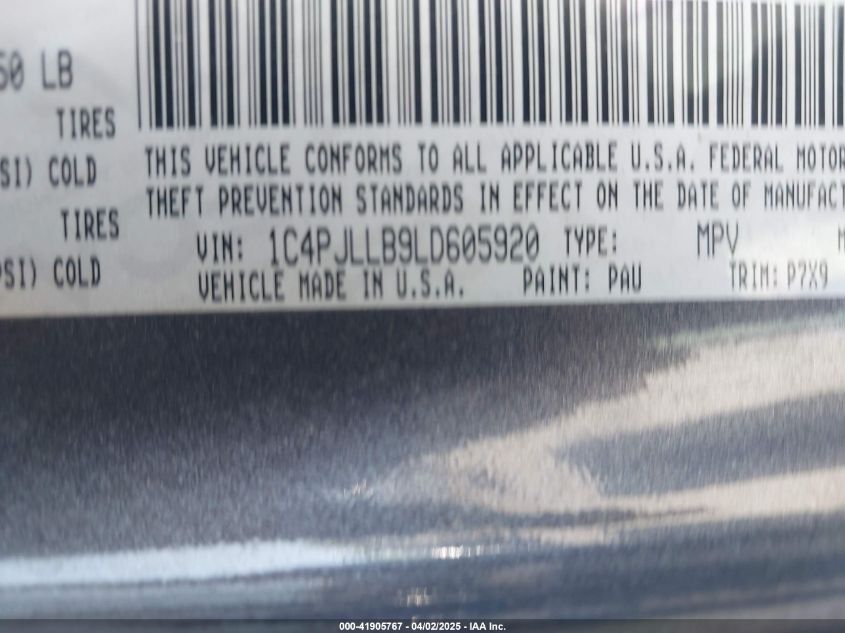 50 LB
TIRES
SI) COLD
TIRES
PSI) COLD
THIS VEHICLE CONFORMS TO ALL APPLICABLE U.S.A. FEDERAL MOTOR
THEFT PREVENTION STANDARDS IN EFFECT ON THE DATE OF MANUFACT
VIN: 1C4PJLLB9LD605920 TYPE: MPV M
VEHICLE MADE IN U.S.A. PAINT: PAU TRIM: P7X9
000-41905767 - 04/02/2025 - IAA Inc.